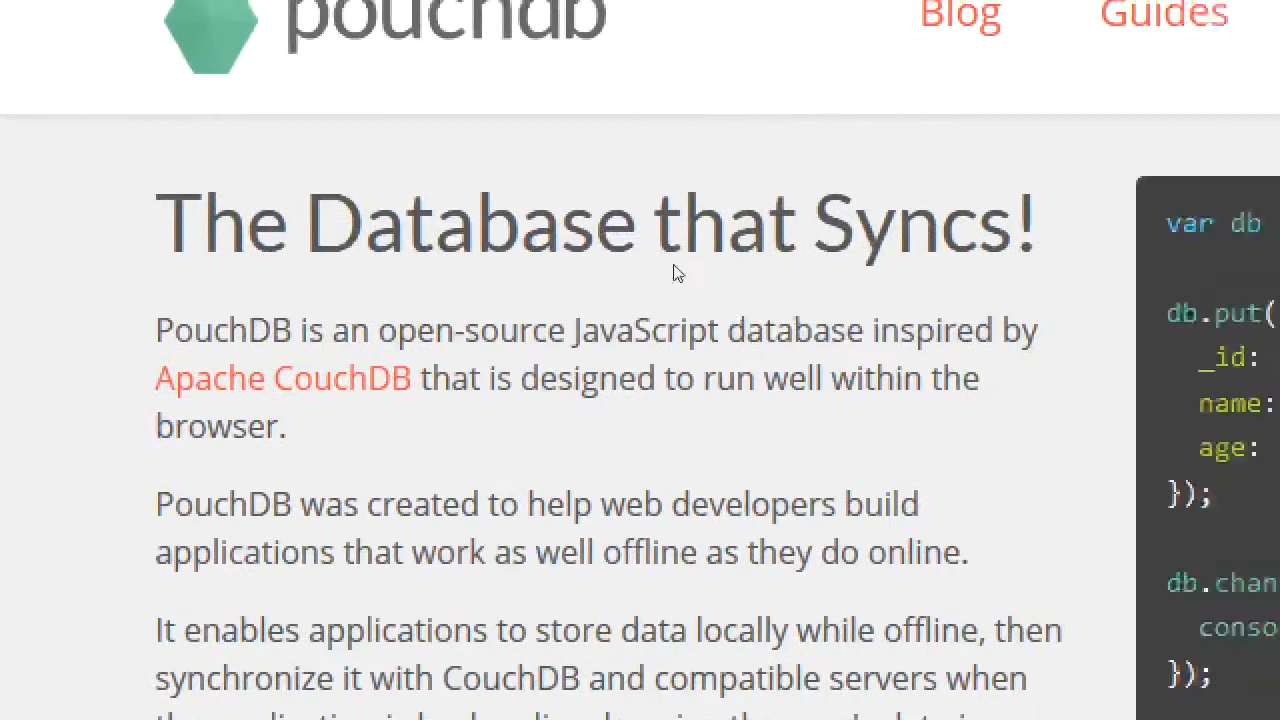 pouchdb
Blog
Guides
The Database that Syncs!
PouchDB is an open-source JavaScript database inspired by
Apache CouchDB that is designed to run well within the
browser.
PouchDB was created to help web developers build
applications that work as well offline as they do online.
It enables applications to store data locally while offline, then
synchronize it with CouchDB and compatible servers when
var db
db.put(
_id:
name:
age:
});
db.chan
conso
});